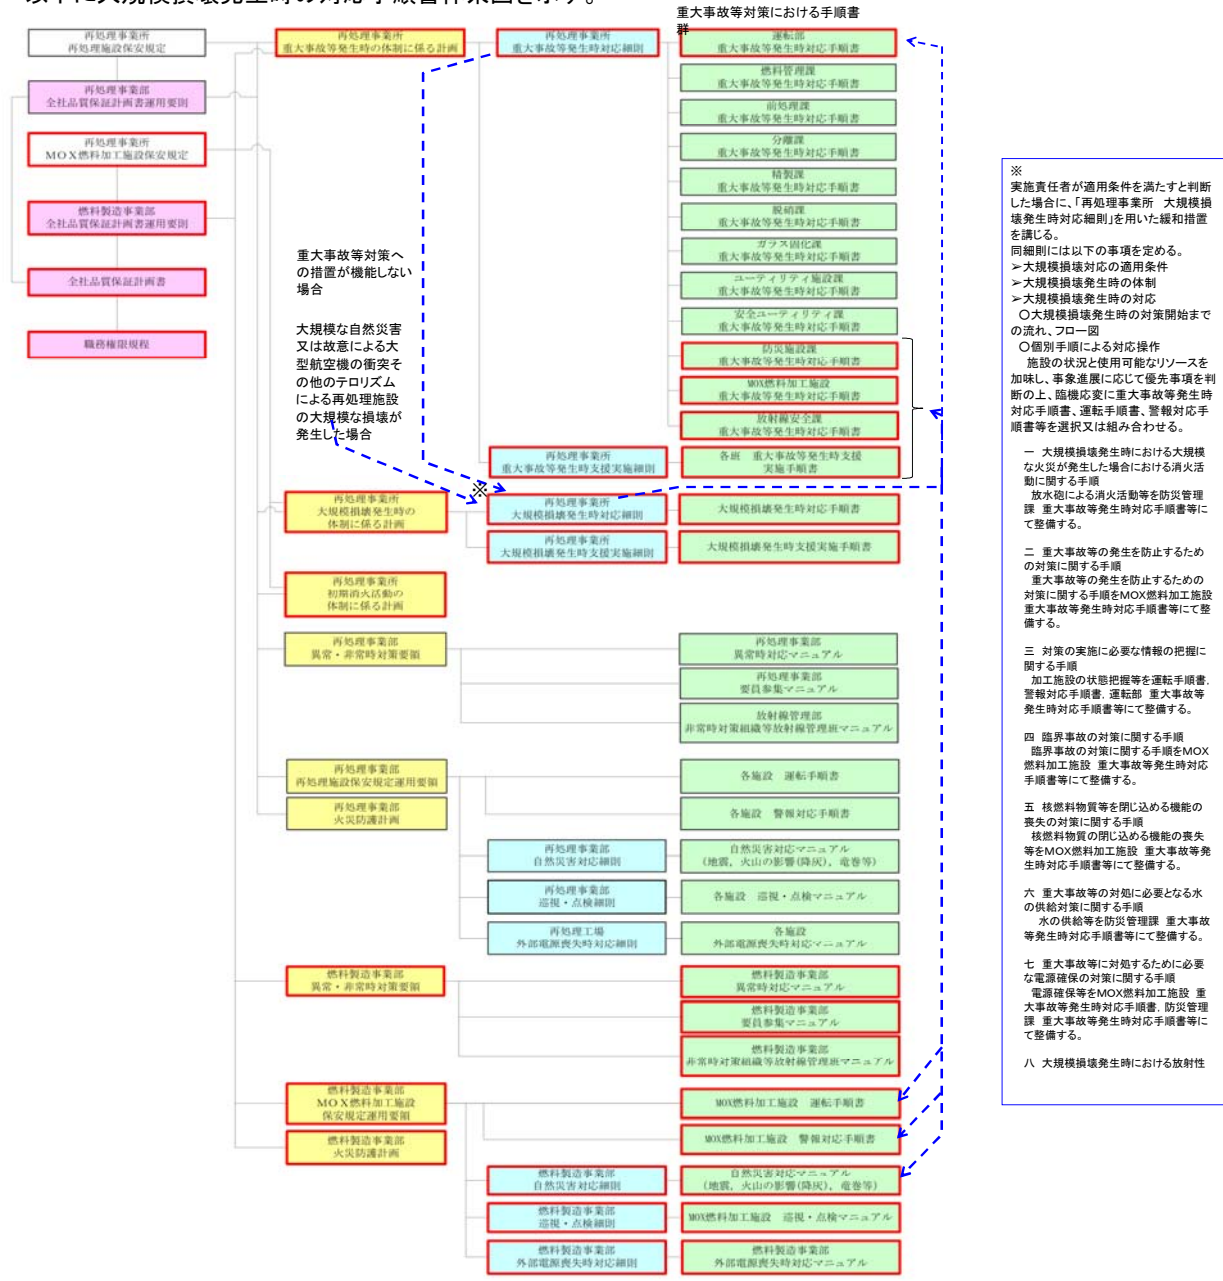 以下に大規模損壊発生時の対応手順書体系図を示す。
重大事故等対策における手順書
群
再処理事業所
再処理施設保安規定
再処理事業部
全社品質保証計画書運用要則
再処理事業所
MOX燃料加工施設保安規定
燃料製造事業部
全社品質保証計画書運用要則
全社品質保証計画書
職務権限規程
再処理事業所
重大事故等発生時の体制に係る計画
再処理事業所
重大事故等発生時対応細則
運転部
重大事故等発生時対応手順書
燃料管理課
重大事故等発生時対応手順書
前処理課
重大事故等発生時対応手順書
分離課
重大事故等発生時対応手順書
精製課
重大事故等発生時対応手順書
脱硝課
重大事故等発生時対応手順書
ガラス固化課
重大事故等発生時対応手順書
ユーティリティ施設課
重大事故等発生時対応手順書
安全ユーティリティ課
重大事故等発生時対応手順書
防災施設課
重大事故等発生時対応手順書
MOX燃料加工施設
重大事故等発生時対応手順書
放射線安全課
重大事故等発生時対応手順書
重大事故等対策へ
の措置が機能しない
場合
大規模な自然災害
又は故意による大
型航空機の衝突そ
の他のテロリズム
による再処理施設
の大規模な損壊が
発生した場合
再処理事業所
重大事故等発生時支援実施細則
各班 重大事故等発生時支援
実施手順書
※
再処理事業所
大規模損壊発生時の
体制に係る計画
再処理事業所
大規模損壊発生時対応細則
大規模損壊発生時対応手順書
再処理事業所
大規模損壊発生時支援実施細則
大規模損壊発生時支援実施手順書
再処理事業所
初期消火活動の
体制に係る計画
再処理事業部
異常・非常時対策要領
再処理事業部
異常時対応マニュアル
再処理事業部
要員参集マニュアル
放射線管理部
非常時対策組織等放射線管理班マニュアル
再処理事業部
再処理施設保安規定運用要領
各施設 運転手順書
再処理事業部
火災防護計画
各施設 警報対応手順書
再処理事業部
自然災害対応細則
自然災害対応マニュアル
(地震，火山の影響(降灰)，竜巻等)
再処理事業部
巡視・点検細則
各施設 巡視・点検マニュアル
再処理工場
外部電源喪失時対応細則
各施設
外部電源喪失時対応マニュアル
燃料製造事業部
異常・非常時対策要領
燃料製造事業部
異常時対応マニュアル
燃料製造事業部
要員参集マニュアル
燃料製造事業部
非常時対策組織等放射線管理班マニュアル
燃料製造事業部
MOX燃料加工施設
保安規定運用要領
MOX燃料加工施設 運転手順書
燃料製造事業部
火災防護計画
MOX燃料加工施設 警報対応手順書
燃料製造事業部
自然災害対応細則
自然災害対応マニュアル
(地震，火山の影響(降灰)，竜巻等)
燃料製造事業部
巡視・点検細則
MOX燃料加工施設 巡視・点検マニュアル
燃料製造事業部
外部電源喪失時対応細則
燃料製造事業部
外部電源喪失時対応マニュアル
※
実施責任者が適用条件を満たすと判断
した場合に、「再処理事業所 大規模損
壊発生時対応細則」を用いた緩和措置
を講じる。
同細則には以下の事項を定める。
➢大規模損壊対応の適用条件
➢大規模損壊発生時の体制
➢大規模損壊発生時の対応
〇大規模損壊発生時の対策開始まで
の流れ、フロー図
〇個別手順による対応操作
施設の状況と使用可能なリソースを
加味し、事象進展に応じて優先事項を判
断の上、臨機応変に重大事故等発生時
対応手順書、運転手順書、警報対応手
順書等を選択又は組み合わせる。
一 大規模損壊発生時における大規模
な火災が発生した場合における消火活
動に関する手順
放水砲による消火活動等を防災管理
課 重大事故等発生時対応手順書等に
て整備する。
二 重大事故等の発生を防止するため
の対策に関する手順
重大事故等の発生を防止するための
対策に関する手順をMOX燃料加工施設
重大事故等発生時対応手順書等にて整
備する。
三 対策の実施に必要な情報の把握に
関する手順
加工施設の状態把握等を運転手順書，
警報対応手順書，運転部 重大事故等
発生時対応手順書等にて整備する。
四 臨界事故の対策に関する手順
臨界事故の対策に関する手順をMOX
燃料加工施設 重大事故等発生時対応
手順書等にて整備する。
五 核燃料物質等を閉じ込める機能の
喪失の対策に関する手順
核燃料物質の閉じ込める機能の喪失
等をMOX燃料加工施設 重大事故等発
生時対応手順書等にて整備する。
六 重大事故等の対処に必要となる水
の供給対策に関する手順
水の供給等を防災管理課 重大事故
等発生時対応手順書等にて整備する。
七 重大事故等に対処するために必要
な電源確保の対策に関する手順
電源確保等をMOX燃料加工施設 重
大事故等発生時対応手順書，防災管理
課 重大事故等発生時対応手順書等に
て整備する。
八 大規模損壊発生時における放射性